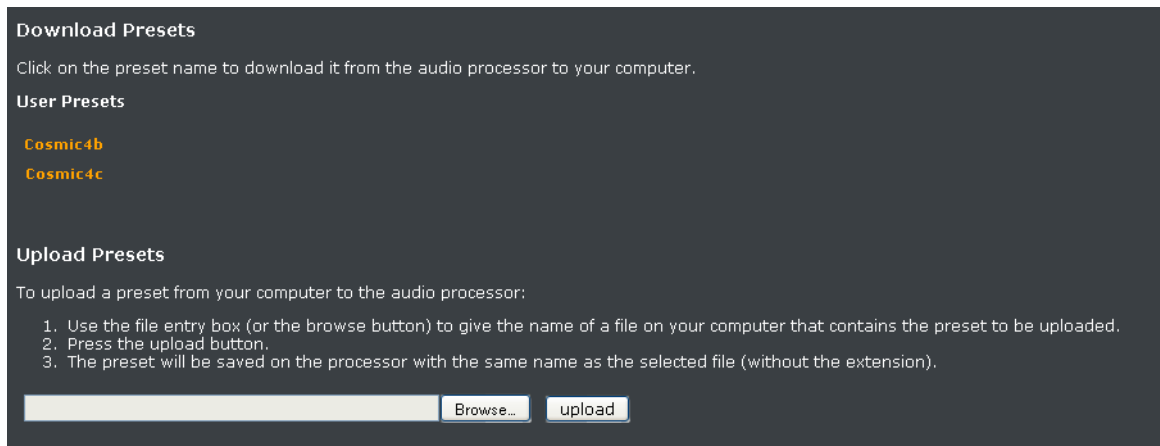 Download Presets
Click on the preset name to download it from the audio processor to your computer.
User Presets
Cosmic4b
Cosmic4c
Upload Presets
To upload a preset from your computer to the audio processor:
1. Use the file entry box (or the browse button) to give the name of a file on your computer that contains the preset to be uploaded.
2. Press the upload button.
3. The preset will be saved on the processor with the same name as the selected file (without the extension).
Browse... upload